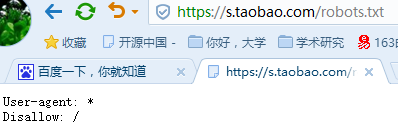 https://s.taobao.com/robots.txt
收藏 开源中国 - 你好，大学 学术研究 易 163
百度一下，你就知道 https://s.taobao.com/r
User-agent: *
Disallow: /